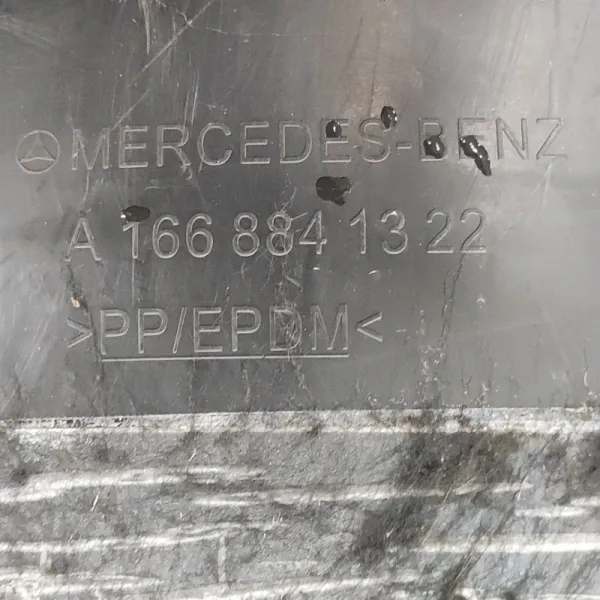 MERCEDES-BENZ
A 166 884 13 22
>PP/EPDM<